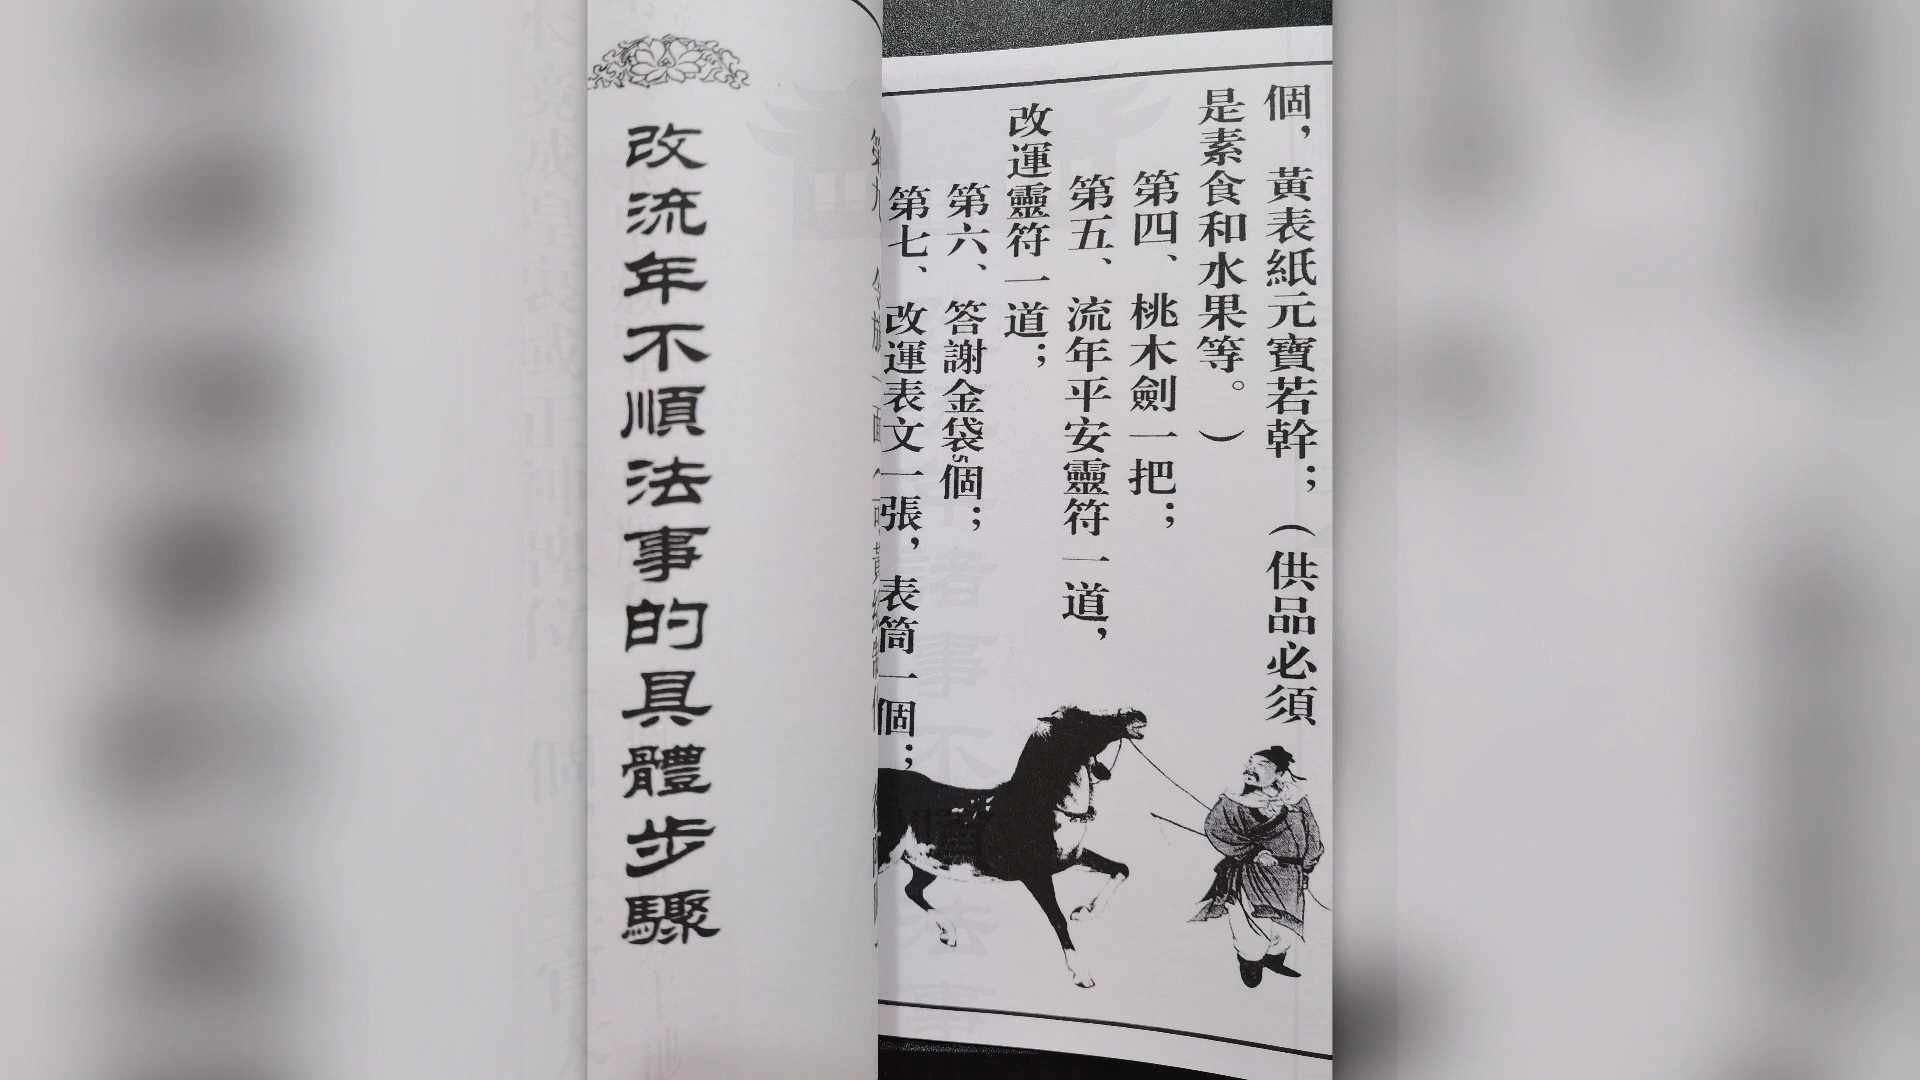 個，黃表紙元寶若幹；（供品必須
是素食和水果等。）
第四、桃木劍一把；
第五、流年平安靈符一道，
改運靈符一道；
第六、答謝金袋5個；
第七、改運表文一張，表筒一個；
改流年不順法事的具體步驟